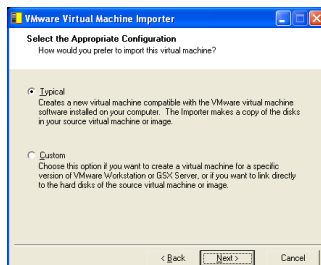 VMware Virtual Machine Importer
Select the Appropriate Configuration
How would you prefer to import this virtual machine?
Typical
Creates a new virtual machine compatible with the VMware virtual machine
software installed on your computer. The Importer makes a copy of the disks
in your source virtual machine or image.
Custom
Choose this option if you want to create a virtual machine for a specific
version of VMware Workstation or GSX Server, or if you want to link directly
to the hard disks of the source virtual machine or image.
< Back Next > Cancel